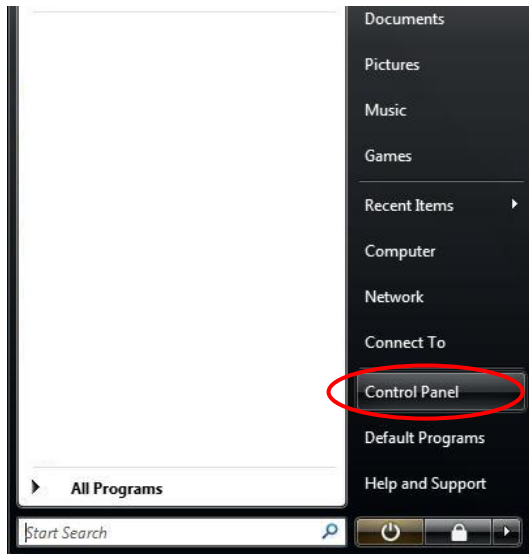 Documents
Pictures
Music
Games
Recent Items
Computer
Network
Connect To
Control Panel
Default Programs
Help and Support
All Programs
Start Search